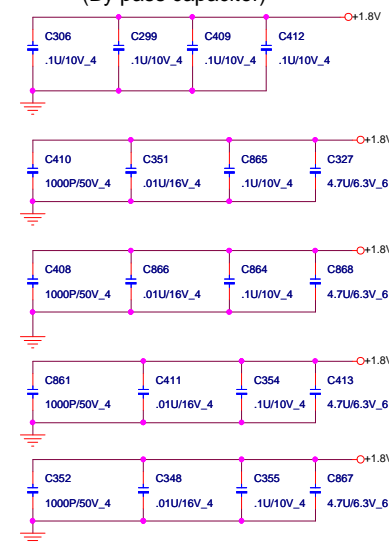 (By pass capacitor)
+1.8V
C306 C299 C409 C412
.1U/10V_4 .1U/10V_4 .1U/10V_4 .1U/10V_4
+1.8V
C410 C351 C865 C327
1000P/50V_4 .01U/16V_4 .1U/10V_4 4.7U/6.3V_6
+1.8V
C408 C866 C864 C868
1000P/50V_4 .01U/16V_4 .1U/10V_4 4.7U/6.3V_6
+1.8V
C861 C411 C354 C413
1000P/50V_4 .01U/16V_4 .1U/10V_4 4.7U/6.3V_6
+1.8V
C352 C348 C355 C867
1000P/50V_4 .01U/16V_4 .1U/10V_4 4.7U/6.3V_6